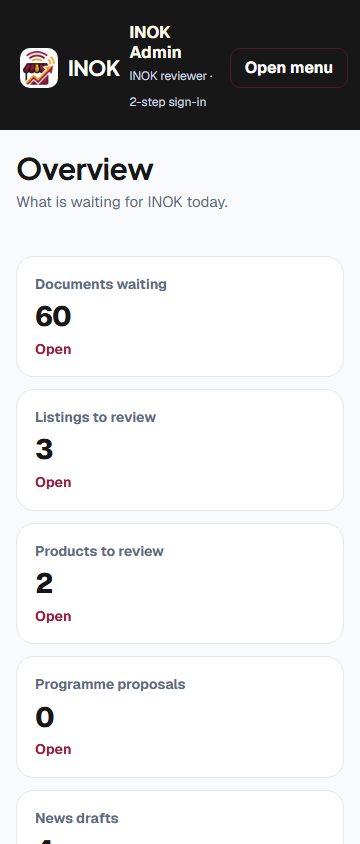 INOK
INOK
Admin
INOK reviewer ·
2-step sign-in
Open menu
Overview
What is waiting for INOK today.
Documents waiting
60
Open
Listings to review
3
Open
Products to review
2
Open
Programme proposals
0
Open
News drafts